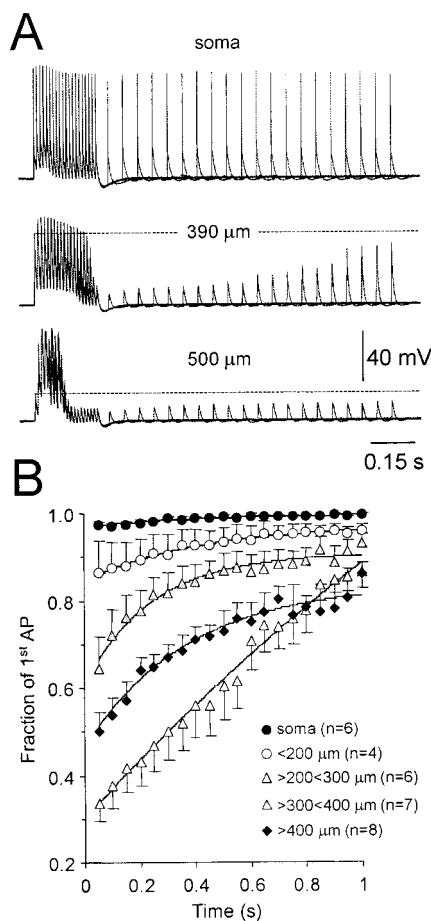 A
soma
390 µm
500 µm
40 mV
0.15 s
B
1.0
0.8
0.6
0.4
0.2
Fraction of 1st AP
soma (n=6)
<200 µm (n=4)
>200<300 µm (n=6)
>300<400 µm (n=7)
>400 µm (n=8)
0 0.2 0.4 0.6 0.8 1
Time (s)